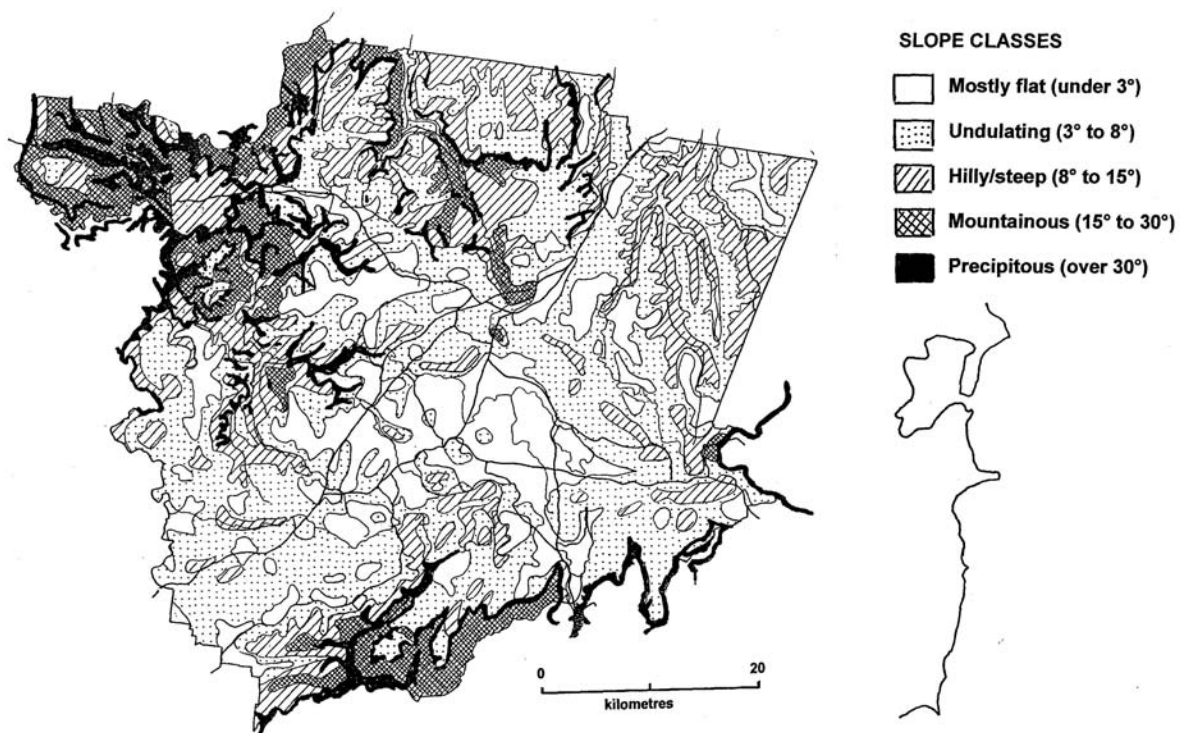 SLOPE CLASSES
Mostly flat (under 3°)
Undulating (3° to 8°)
Hilly/steep (8° to 15°)
Mountainous (15° to 30°)
Precipitous (over 30°)
0 20
kilometres